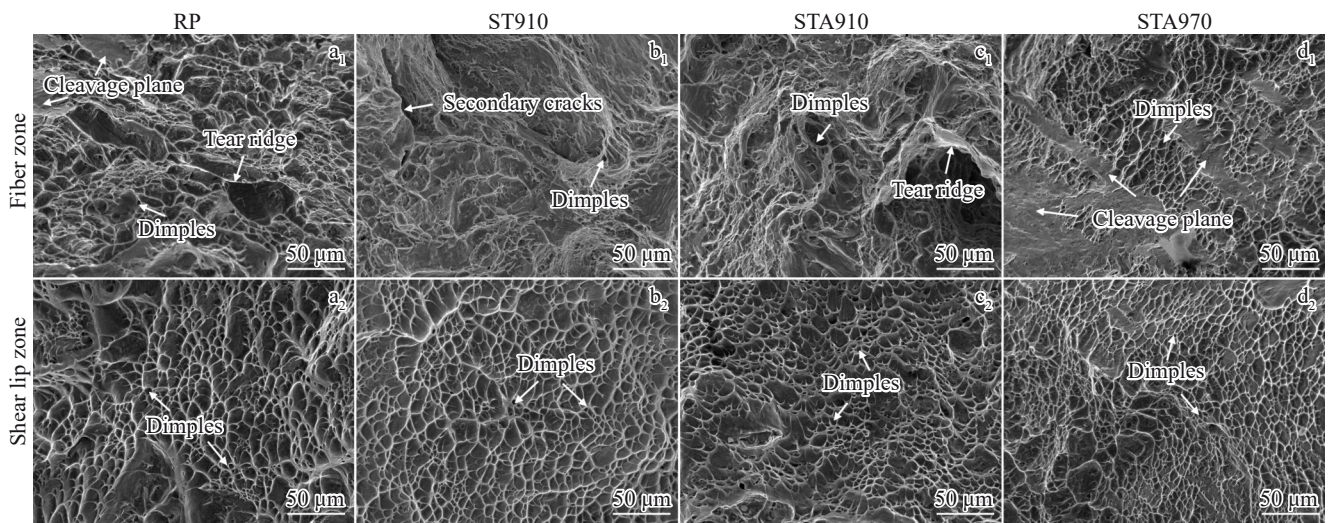 RP
ST910
STA910
STA970
Fiber zone
a1
Cleavage plane
Tear ridge
Dimples
50 μm
b1
Secondary cracks
Dimples
50 μm
c1
Dimples
Tear ridge
50 μm
d1
Dimples
Cleavage plane
50 μm
Shear lip zone
a2
Dimples
50 μm
b2
Dimples
50 μm
c2
Dimples
50 μm
d2
Dimples
50 μm